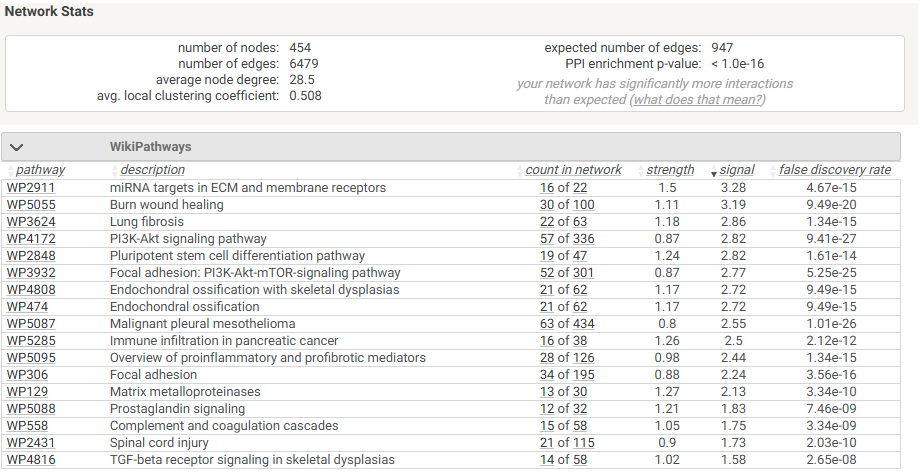 Network Stats
number of nodes: 454 expected number of edges: 947
number of edges: 6479 PPI enrichment p-value: < 1.0e-16
average node degree: 28.5 your network has significantly more interactions
avg. local clustering coefficient: 0.508 than expected (what does that mean?)
WikiPathways
pathway description count in network strength signal false discovery rate
WP2911 miRNA targets in ECM and membrane receptors 16 of 22 1.5 3.28 4.67e-15
WP5055 Burn wound healing 30 of 100 1.11 3.19 9.49e-20
WP3624 Lung fibrosis 22 of 63 1.18 2.86 1.34e-15
WP4172 PI3K-Akt signaling pathway 57 of 336 0.87 2.82 9.41e-27
WP2848 Pluripotent stem cell differentiation pathway 19 of 47 1.24 2.82 1.61e-14
WP3932 Focal adhesion: PI3K-Akt-mTOR-signaling pathway 52 of 301 0.87 2.77 5.25e-25
WP4808 Endochondral ossification with skeletal dysplasias 21 of 62 1.17 2.72 9.49e-15
WP474 Endochondral ossification 21 of 62 1.17 2.72 9.49e-15
WP5087 Malignant pleural mesothelioma 63 of 434 0.8 2.55 1.01e-26
WP5285 Immune infiltration in pancreatic cancer 16 of 38 1.26 2.5 2.12e-12
WP5095 Overview of proinflammatory and profibrotic mediators 28 of 126 0.98 2.44 1.34e-15
WP306 Focal adhesion 34 of 195 0.88 2.24 3.56e-16
WP129 Matrix metalloproteinases 13 of 30 1.27 2.13 3.34e-10
WP5088 Prostaglandin signaling 12 of 32 1.21 1.83 7.46e-09
WP558 Complement and coagulation cascades 15 of 58 1.05 1.75 3.34e-09
WP2431 Spinal cord injury 21 of 115 0.9 1.73 2.03e-10
WP4816 TGF-beta receptor signaling in skeletal dysplasias 14 of 58 1.02 1.58 2.65e-08